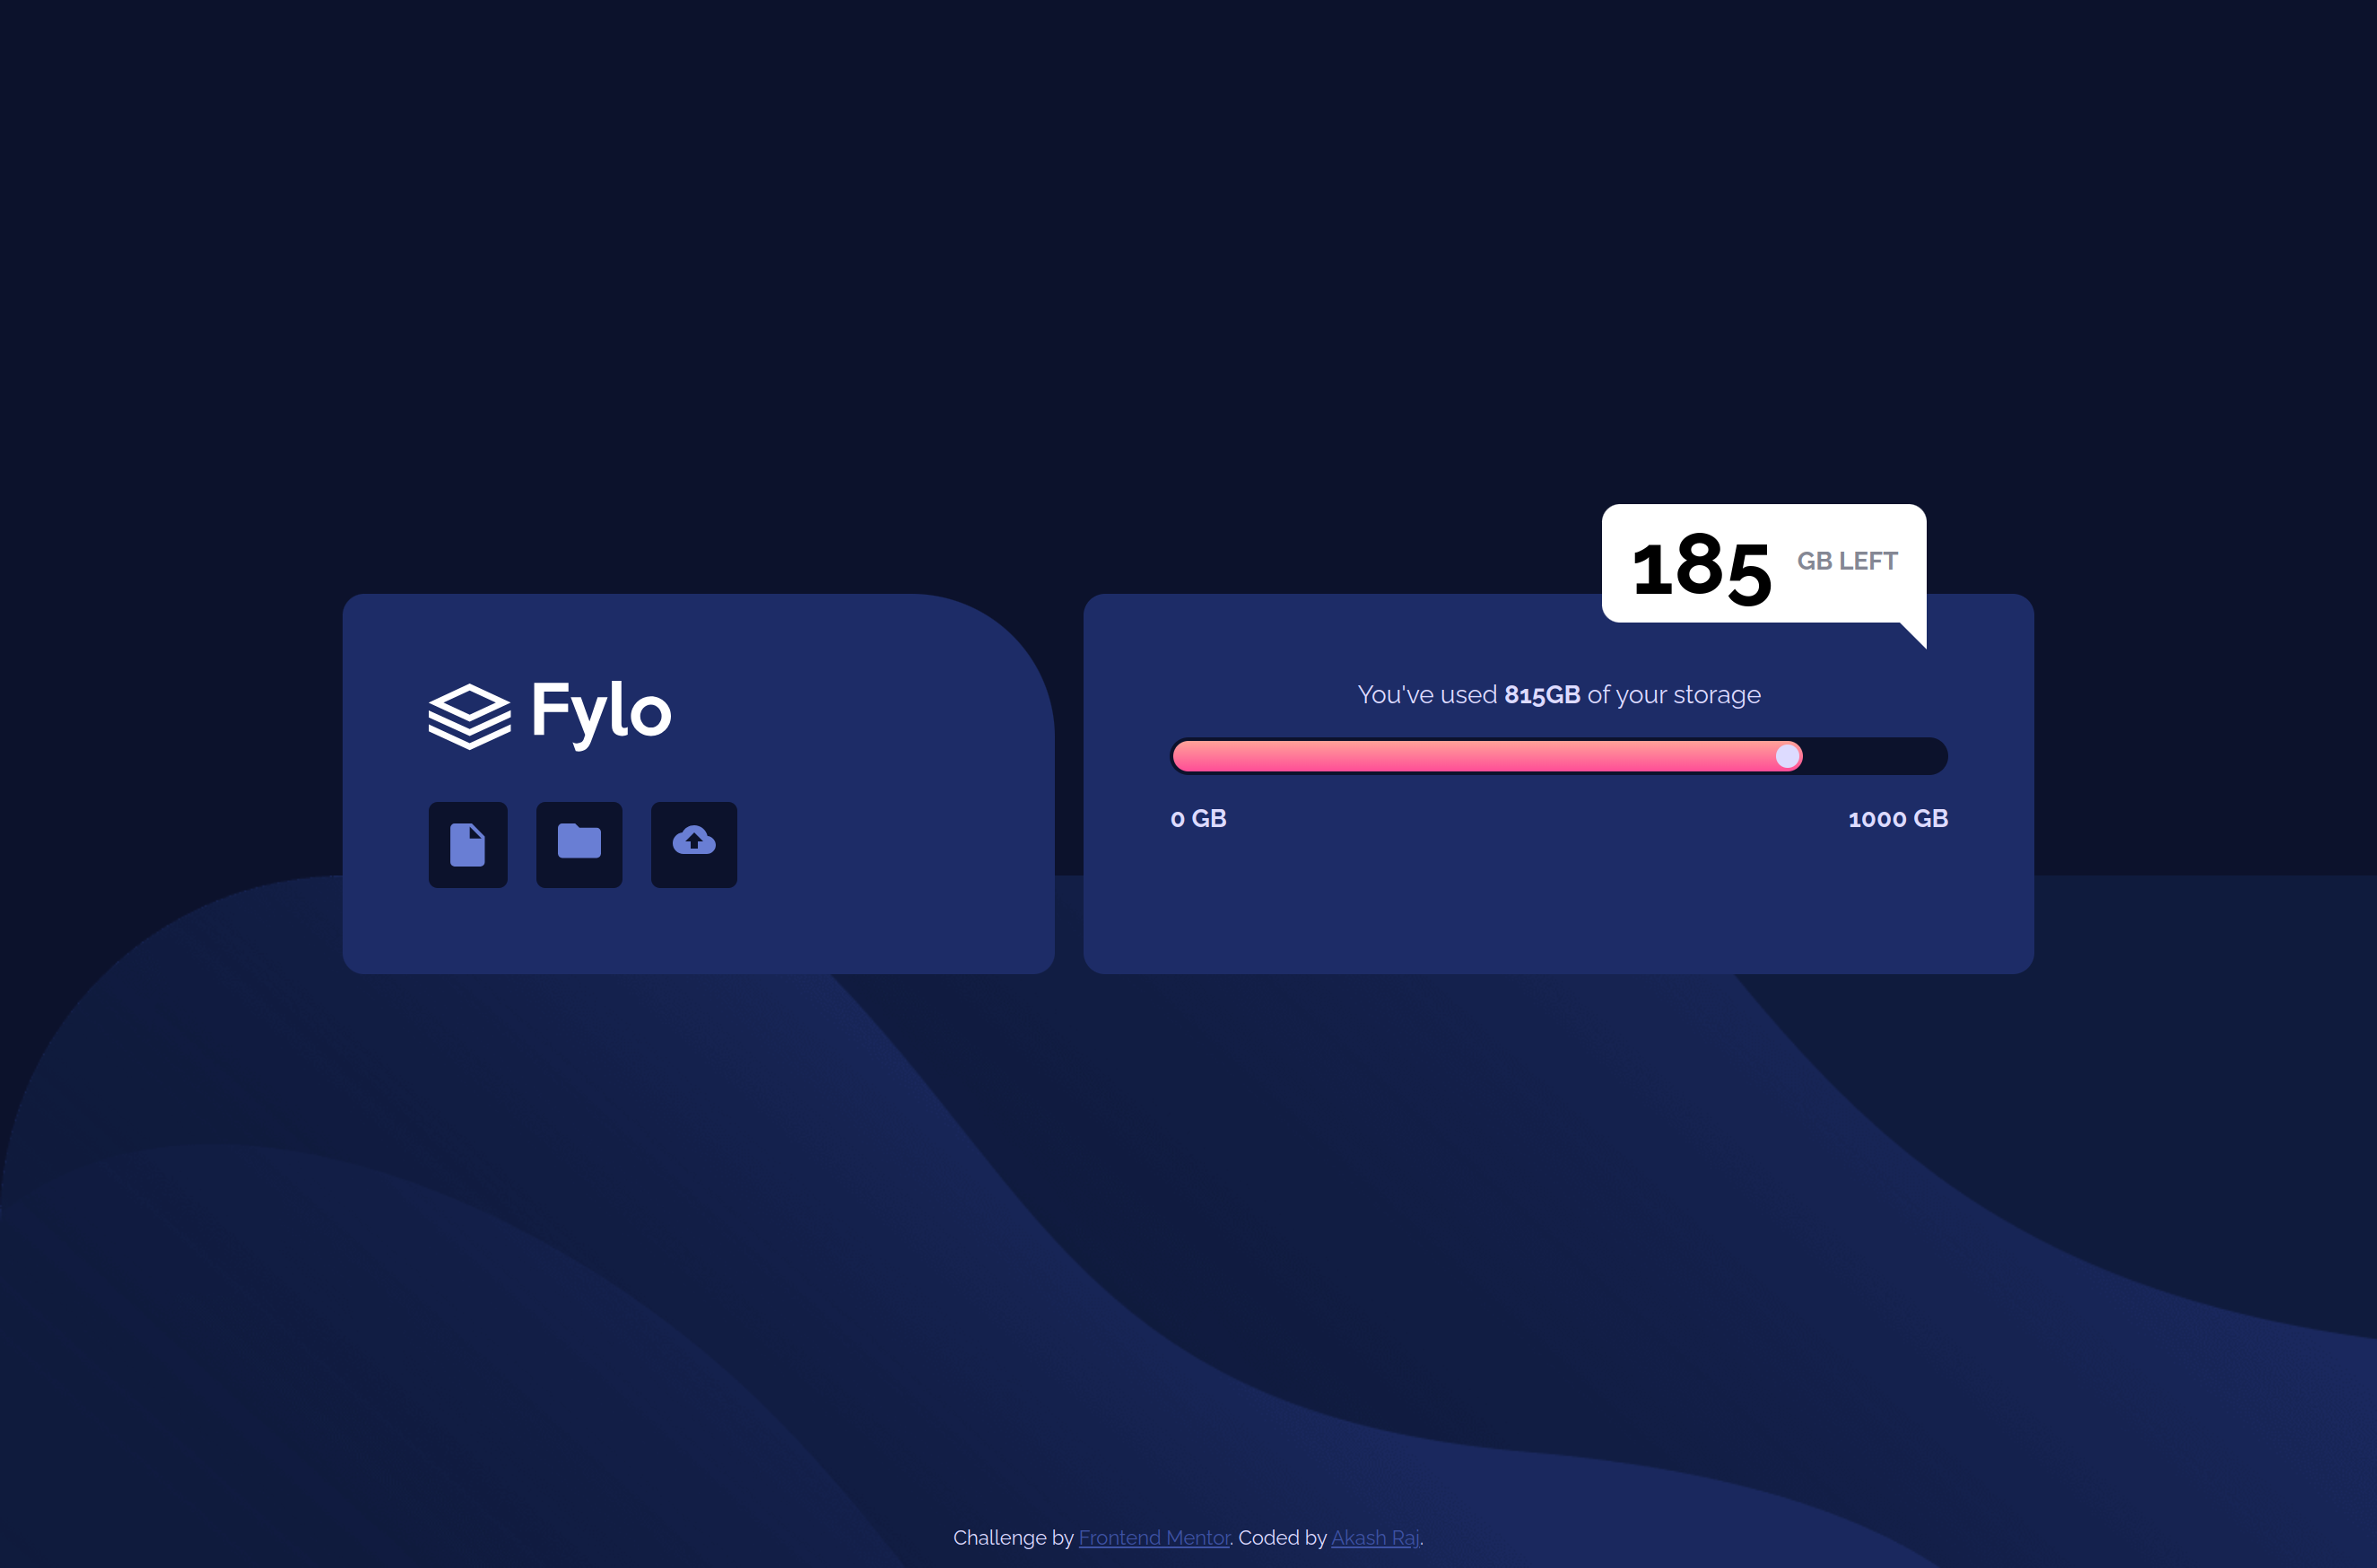 185 GB LEFT
Fylo
You've used 815GB of your storage
0 GB 1000 GB
Challenge by Frontend Mentor. Coded by Akash Raj.